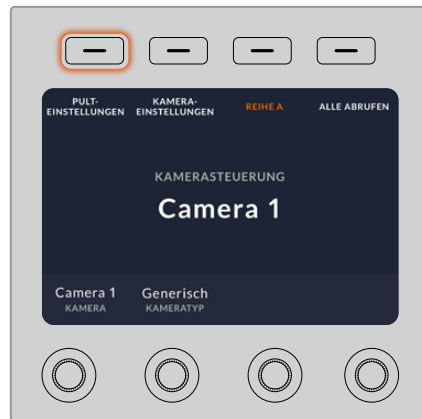 PULT-
EINSTELLUNGEN
KAMERA-
EINSTELLUNGEN
REIHE A
ALLE ABRUFEN
KAMERASTEUERUNG
Camera 1
Camera 1
KAMERA
Generisch
KAMERATYP